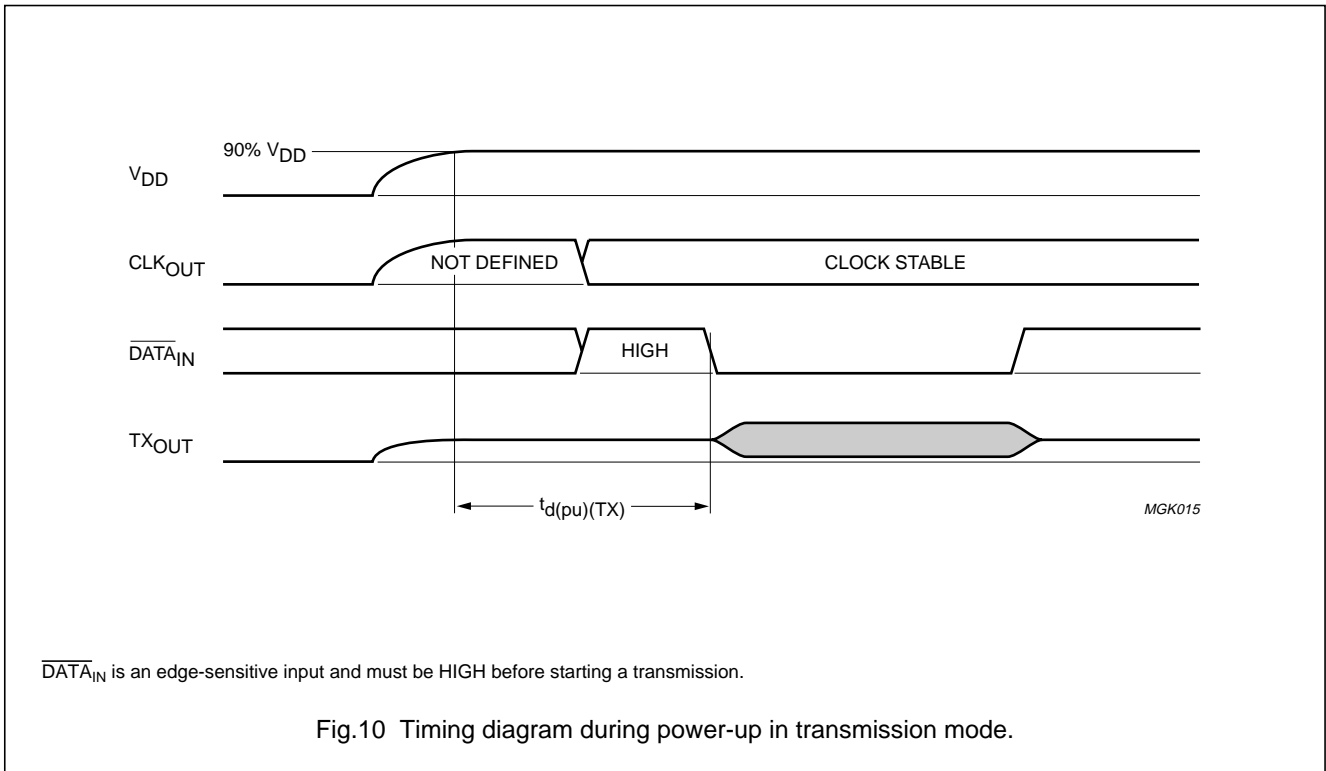 90% VDD
VDD
CLKOUT
NOT DEFINED
CLOCK STABLE
DATAIN
HIGH
TXOUT
td(pu)(TX)
MGK015
DATAIN is an edge-sensitive input and must be HIGH before starting a transmission.
Fig.10 Timing diagram during power-up in transmission mode.